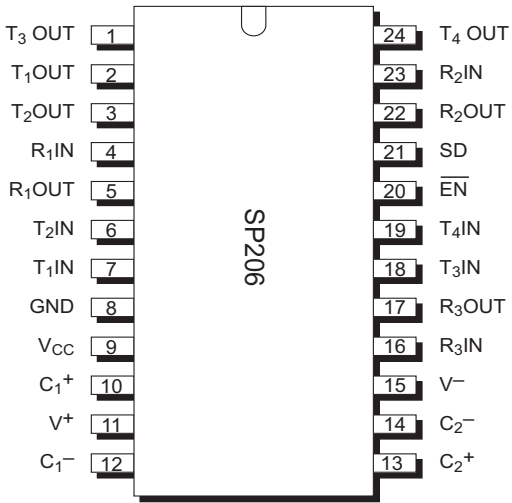 T₃ OUT 1 24 T₄ OUT
T₁OUT 2 23 R₂IN
T₂OUT 3 22 R₂OUT
R₁IN 4 21 SD
R₁OUT 5 20 E̅N̅
T₂IN 6 19 T₄IN
T₁IN 7 18 T₃IN
GND 8 17 R₃OUT
VCC 9 16 R₃IN
C₁+ 10 15 V–
V+ 11 14 C₂–
C₁– 12 13 C₂+
SP206